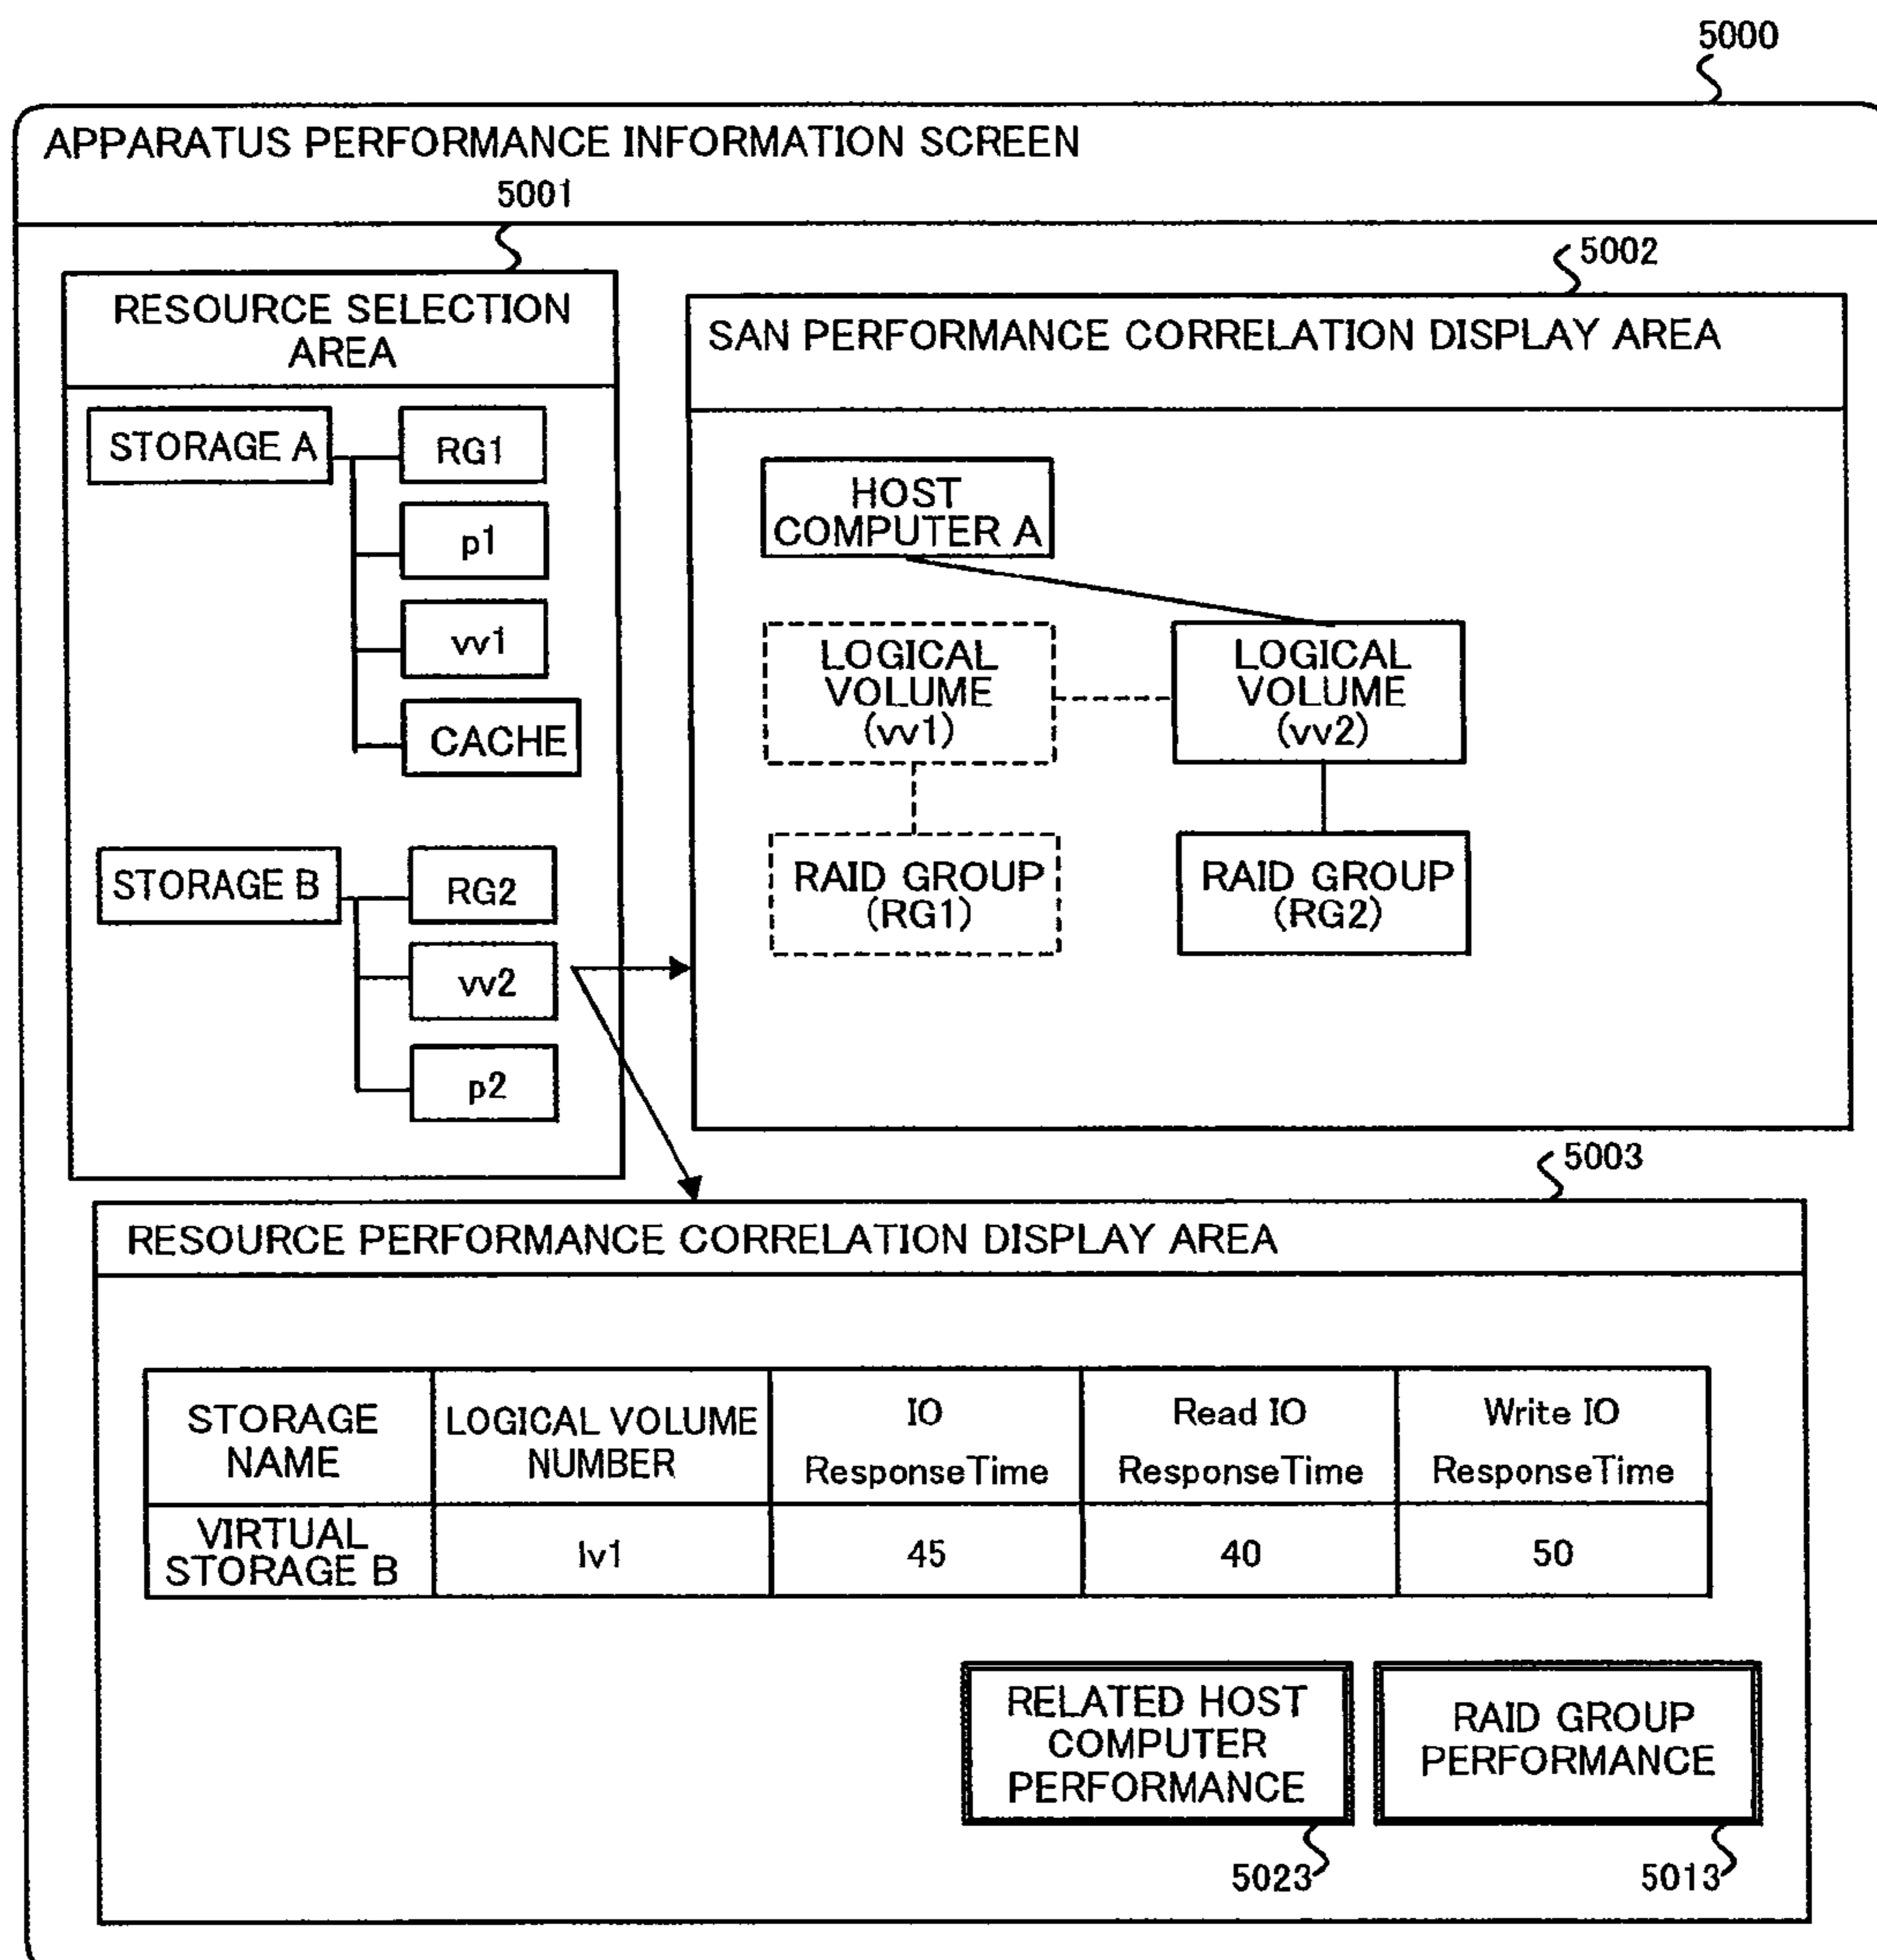 5000
APPARATUS PERFORMANCE INFORMATION SCREEN
5001
RESOURCE SELECTION
AREA
STORAGE A
RG1
p1
vv1
CACHE
STORAGE B
RG2
vv2
p2
5002
SAN PERFORMANCE CORRELATION DISPLAY AREA
HOST
COMPUTER A
LOGICAL
VOLUME
(vv1)
LOGICAL
VOLUME
(vv2)
RAID GROUP
(RG1)
RAID GROUP
(RG2)
5003
RESOURCE PERFORMANCE CORRELATION DISPLAY AREA
STORAGE
NAME
LOGICAL VOLUME
NUMBER
IO
ResponseTime
Read IO
ResponseTime
Write IO
ResponseTime
VIRTUAL
STORAGE B
lv1
45
40
50
RELATED HOST
COMPUTER
PERFORMANCE
RAID GROUP
PERFORMANCE
5023
5013